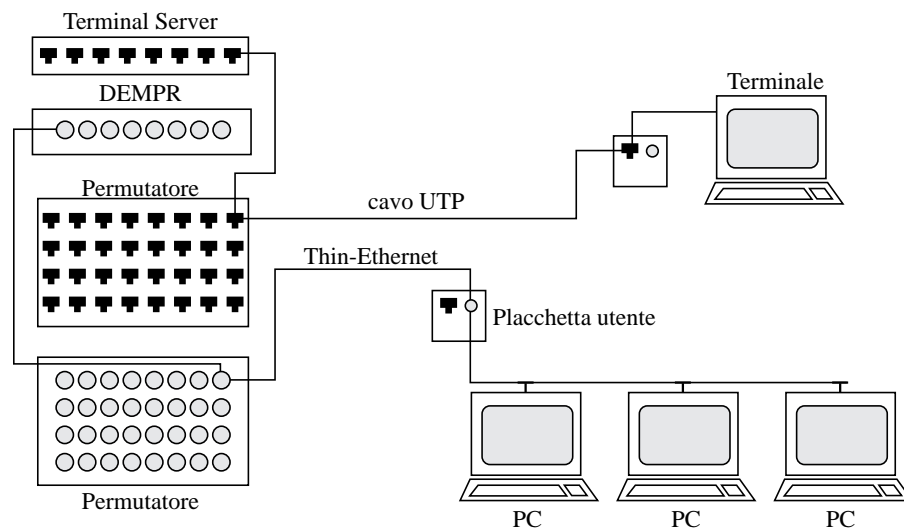 Terminal Server
DEMPR
Terminale
Permutatore
cavo UTP
Thin-Ethernet
Placchetta utente
Permutatore
PC
PC
PC